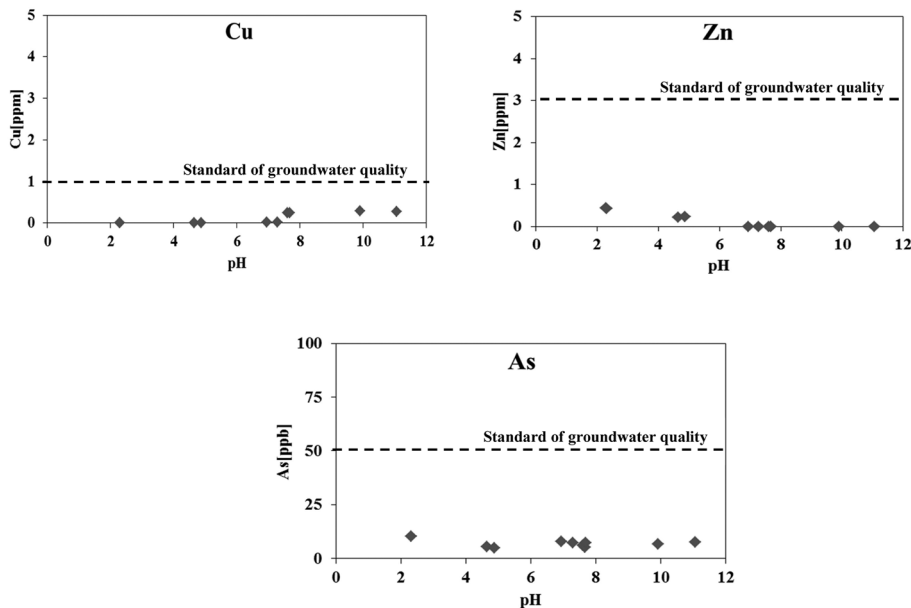 Cu
5
4
3
2
1
0
Cu[ppm]
Standard of groundwater quality
0 2 4 6 8 10 12
pH
Zn
5
4
3
2
1
0
Zn[ppm]
Standard of groundwater quality
0 2 4 6 8 10 12
pH
As
100
75
50
25
0
As[ppb]
Standard of groundwater quality
0 2 4 6 8 10 12
pH